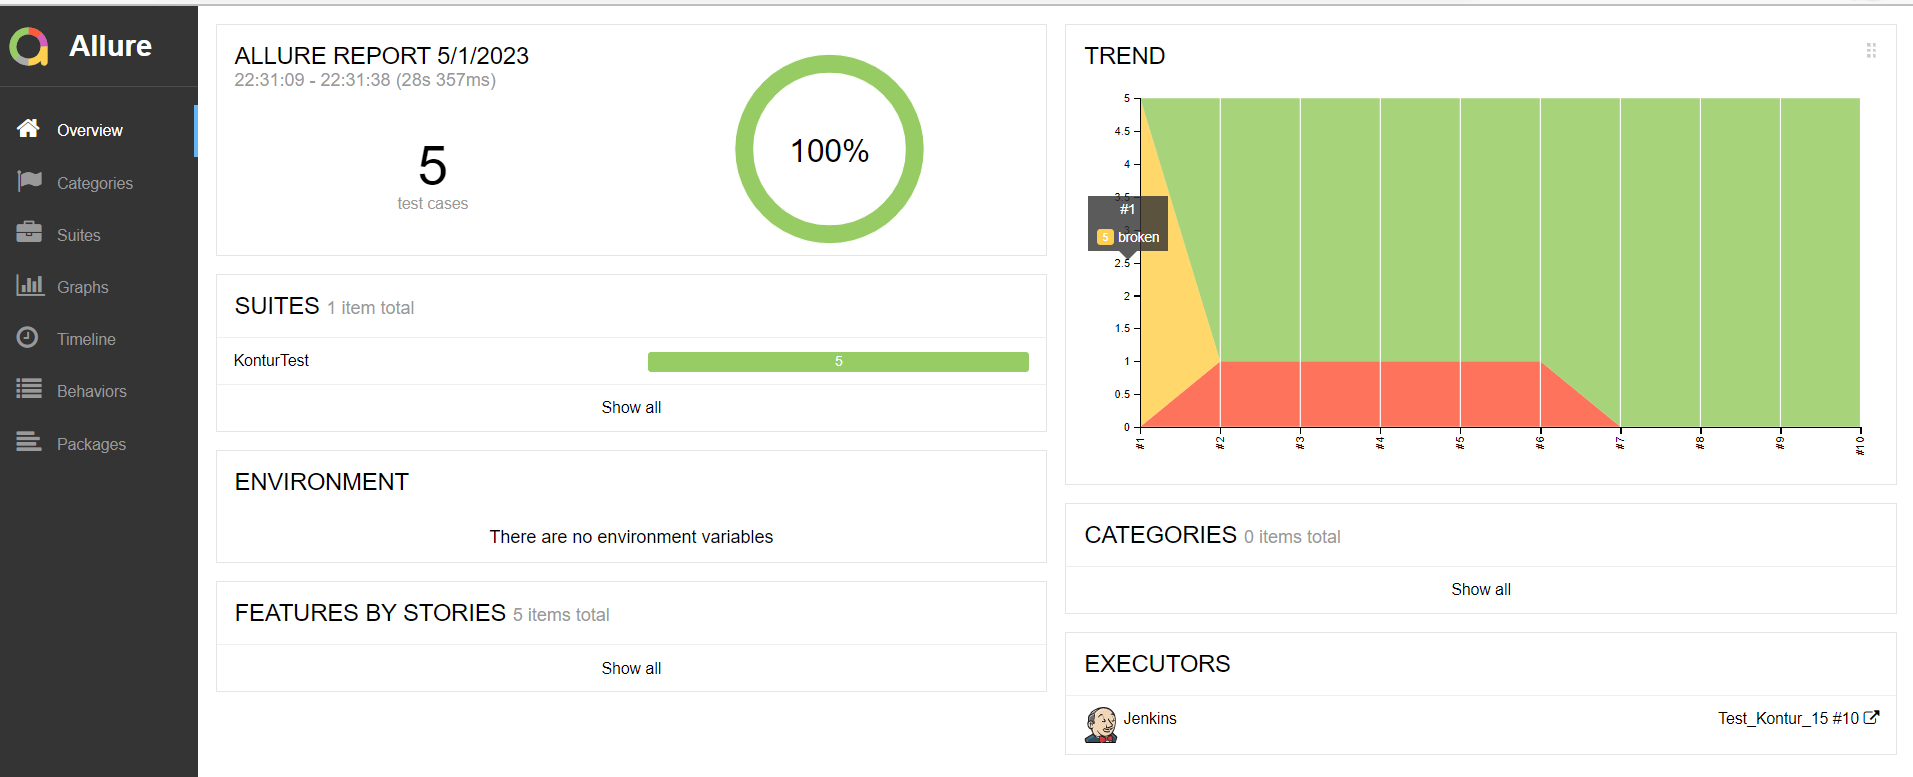 Allure
Overview
Categories
Suites
Graphs
Timeline
Behaviors
Packages
ALLURE REPORT 5/1/2023
22:31:09 - 22:31:38 (28s 357ms)
5
test cases
100%
SUITES 1 item total
KonturTest 5
Show all
ENVIRONMENT
There are no environment variables
FEATURES BY STORIES 5 items total
Show all
TREND
5
4.5
4
3.5
3
2.5
2
1.5
1
0.5
0
#1
5 broken
#1 #2 #3 #4 #5 #6 #7 #8 #9 #10
CATEGORIES 0 items total
Show all
EXECUTORS
Jenkins Test_Kontur_15 #10